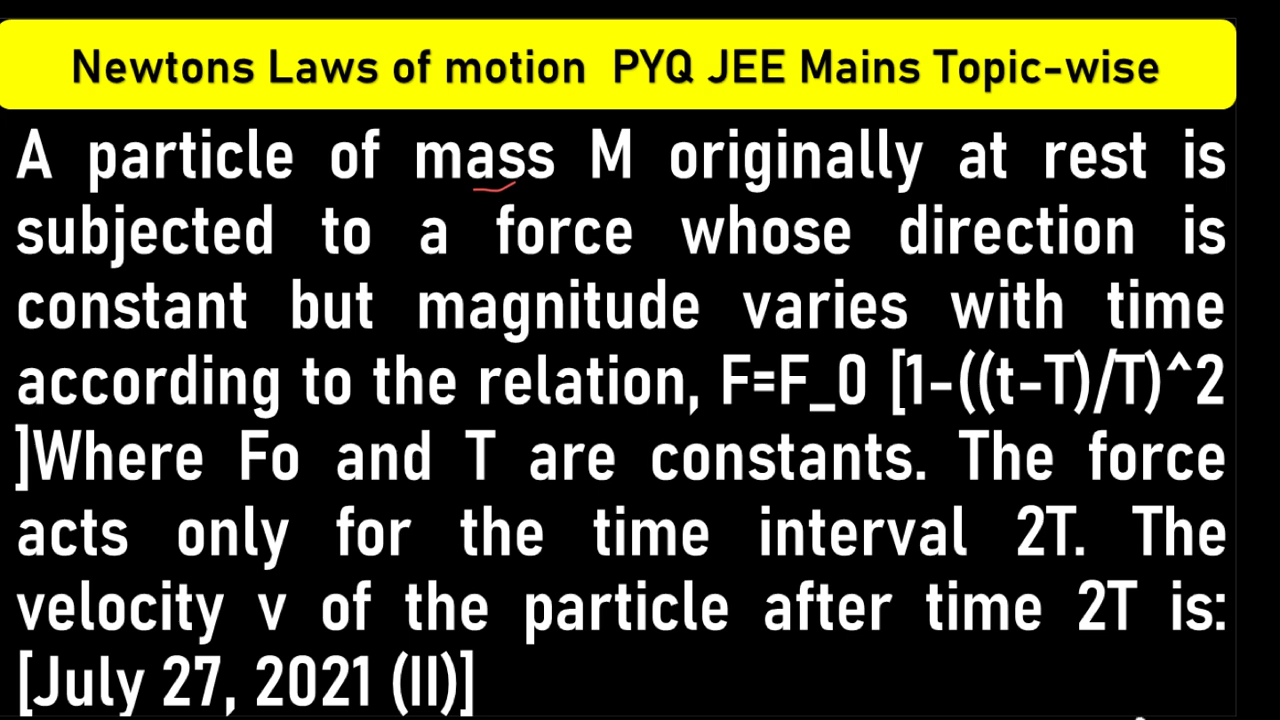 Newtons Laws of motion PYQ JEE Mains Topic-wise
A particle of mass M originally at rest is
subjected to a force whose direction is
constant but magnitude varies with time
according to the relation, F=F_0 [1-((t-T)/T)^2
]Where Fo and T are constants. The force
acts only for the time interval 2T. The
velocity v of the particle after time 2T is:
[July 27, 2021 (II)]